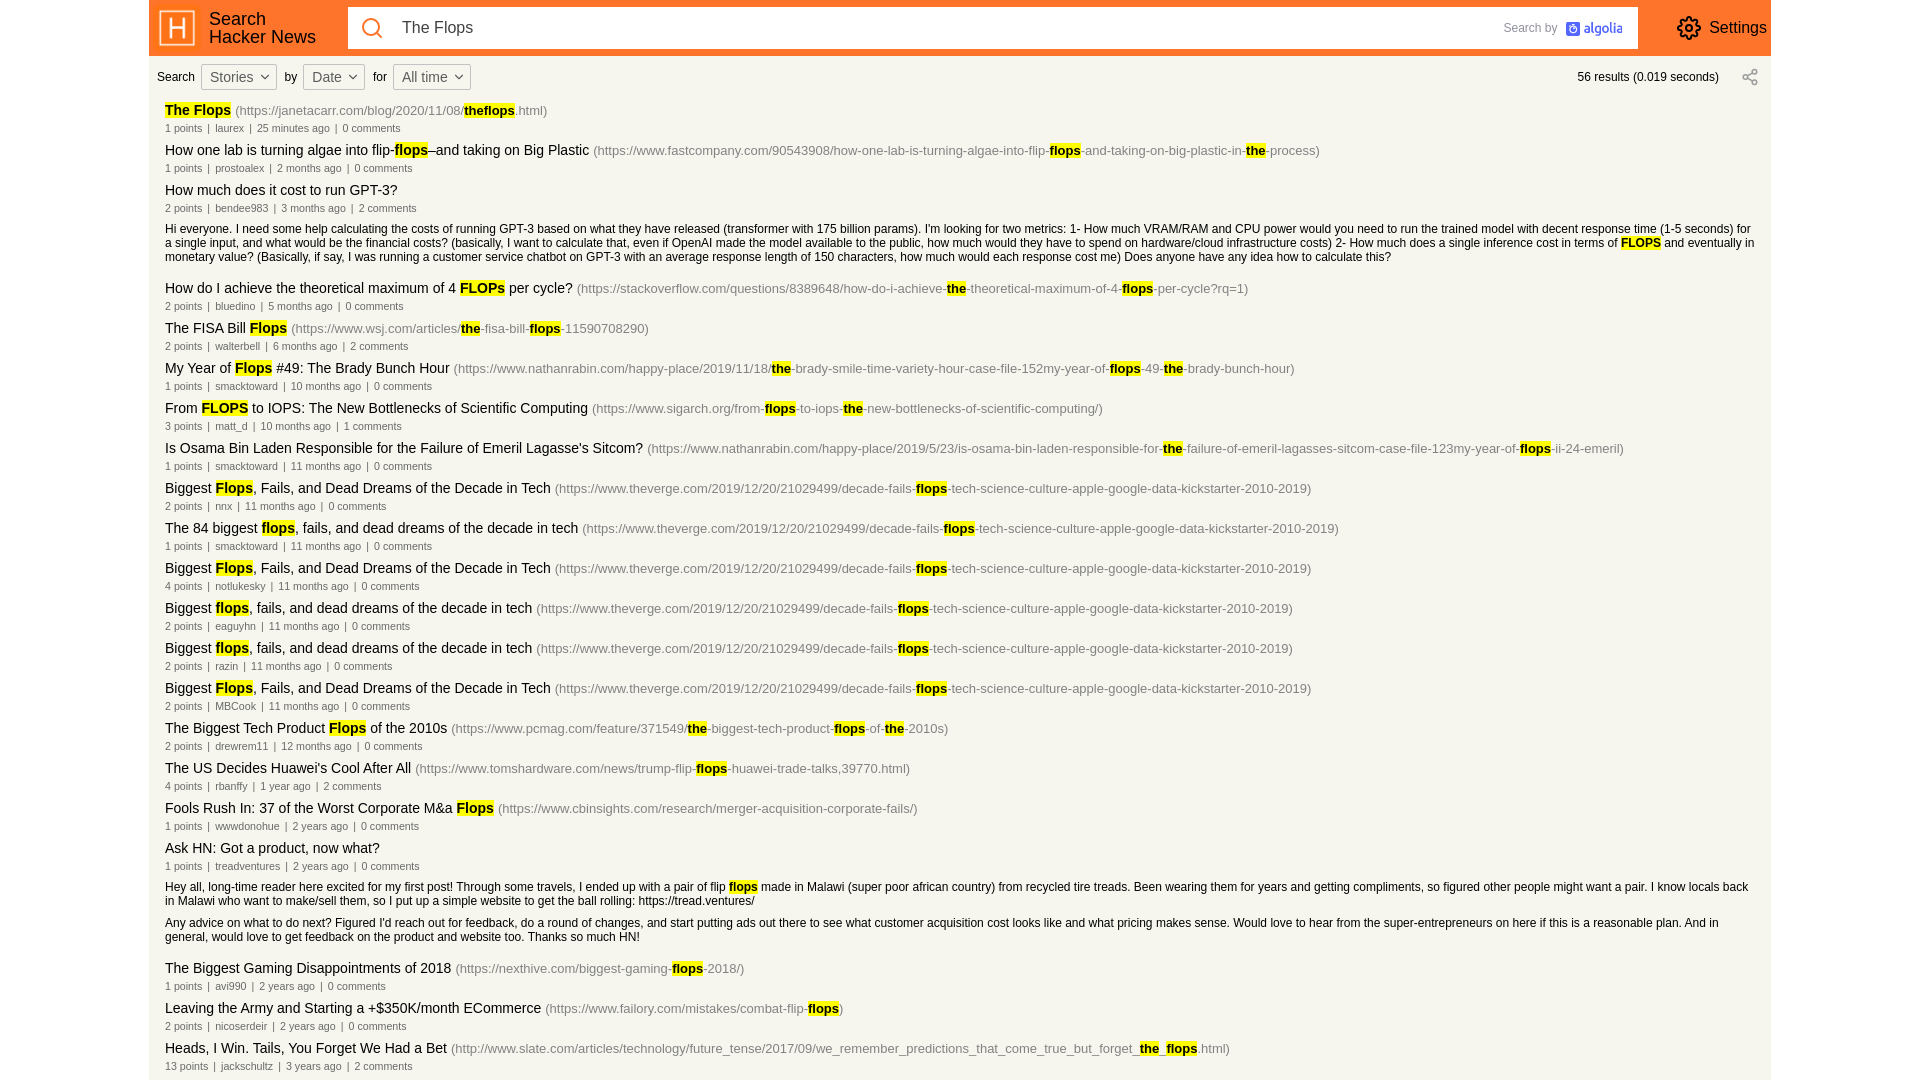 Search
Hacker News
The Flops
Search by algolia
Settings
Search Stories by Date for All time
56 results (0.019 seconds)
The Flops (https://janetacarr.com/blog/2020/11/08/theflops.html)
1 points | laurex | 25 minutes ago | 0 comments
How one lab is turning algae into flip-flops–and taking on Big Plastic (https://www.fastcompany.com/90543908/how-one-lab-is-turning-algae-into-flip-flops-and-taking-on-big-plastic-in-the-process)
1 points | prostoalex | 2 months ago | 0 comments
How much does it cost to run GPT-3?
2 points | bendee983 | 3 months ago | 2 comments
Hi everyone. I need some help calculating the costs of running GPT-3 based on what they have released (transformer with 175 billion params). I'm looking for two metrics: 1- How much VRAM/RAM and CPU power would you need to run the trained model with decent response time (1-5 seconds) for
a single input, and what would be the financial costs? (basically, I want to calculate that, even if OpenAI made the model available to the public, how much would they have to spend on hardware/cloud infrastructure costs) 2- How much does a single inference cost in terms of FLOPS and eventually in
monetary value? (Basically, if say, I was running a customer service chatbot on GPT-3 with an average response length of 150 characters, how much would each response cost me) Does anyone have any idea how to calculate this?
How do I achieve the theoretical maximum of 4 FLOPs per cycle? (https://stackoverflow.com/questions/8389648/how-do-i-achieve-the-theoretical-maximum-of-4-flops-per-cycle?rq=1)
2 points | bluedino | 5 months ago | 0 comments
The FISA Bill Flops (https://www.wsj.com/articles/the-fisa-bill-flops-11590708290)
2 points | walterbell | 6 months ago | 2 comments
My Year of Flops #49: The Brady Bunch Hour (https://www.nathanrabin.com/happy-place/2019/11/18/the-brady-smile-time-variety-hour-case-file-152my-year-of-flops-49-the-brady-bunch-hour)
1 points | smacktoward | 10 months ago | 0 comments
From FLOPS to IOPS: The New Bottlenecks of Scientific Computing (https://www.sigarch.org/from-flops-to-iops-the-new-bottlenecks-of-scientific-computing/)
3 points | matt_d | 10 months ago | 1 comments
Is Osama Bin Laden Responsible for the Failure of Emeril Lagasse's Sitcom? (https://www.nathanrabin.com/happy-place/2019/5/23/is-osama-bin-laden-responsible-for-the-failure-of-emeril-lagasses-sitcom-case-file-123my-year-of-flops-ii-24-emeril)
1 points | smacktoward | 11 months ago | 0 comments
Biggest Flops, Fails, and Dead Dreams of the Decade in Tech (https://www.theverge.com/2019/12/20/21029499/decade-fails-flops-tech-science-culture-apple-google-data-kickstarter-2010-2019)
2 points | nnx | 11 months ago | 0 comments
The 84 biggest flops, fails, and dead dreams of the decade in tech (https://www.theverge.com/2019/12/20/21029499/decade-fails-flops-tech-science-culture-apple-google-data-kickstarter-2010-2019)
1 points | smacktoward | 11 months ago | 0 comments
Biggest Flops, Fails, and Dead Dreams of the Decade in Tech (https://www.theverge.com/2019/12/20/21029499/decade-fails-flops-tech-science-culture-apple-google-data-kickstarter-2010-2019)
4 points | notlukesky | 11 months ago | 0 comments
Biggest flops, fails, and dead dreams of the decade in tech (https://www.theverge.com/2019/12/20/21029499/decade-fails-flops-tech-science-culture-apple-google-data-kickstarter-2010-2019)
2 points | eaguyhn | 11 months ago | 0 comments
Biggest flops, fails, and dead dreams of the decade in tech (https://www.theverge.com/2019/12/20/21029499/decade-fails-flops-tech-science-culture-apple-google-data-kickstarter-2010-2019)
2 points | razin | 11 months ago | 0 comments
Biggest Flops, Fails, and Dead Dreams of the Decade in Tech (https://www.theverge.com/2019/12/20/21029499/decade-fails-flops-tech-science-culture-apple-google-data-kickstarter-2010-2019)
2 points | MBCook | 11 months ago | 0 comments
The Biggest Tech Product Flops of the 2010s (https://www.pcmag.com/feature/371549/the-biggest-tech-product-flops-of-the-2010s)
2 points | drewrem11 | 12 months ago | 0 comments
The US Decides Huawei's Cool After All (https://www.tomshardware.com/news/trump-flip-flops-huawei-trade-talks,39770.html)
4 points | rbanffy | 1 year ago | 2 comments
Fools Rush In: 37 of the Worst Corporate M&a Flops (https://www.cbinsights.com/research/merger-acquisition-corporate-fails/)
1 points | wwwdonohue | 2 years ago | 0 comments
Ask HN: Got a product, now what?
1 points | treadventures | 2 years ago | 0 comments
Hey all, long-time reader here excited for my first post! Through some travels, I ended up with a pair of flip flops made in Malawi (super poor african country) from recycled tire treads. Been wearing them for years and getting compliments, so figured other people might want a pair. I know locals back
in Malawi who want to make/sell them, so I put up a simple website to get the ball rolling: https://tread.ventures/
Any advice on what to do next? Figured I'd reach out for feedback, do a round of changes, and start putting ads out there to see what customer acquisition cost looks like and what pricing makes sense. Would love to hear from the super-entrepreneurs on here if this is a reasonable plan. And in
general, would love to get feedback on the product and website too. Thanks so much HN!
The Biggest Gaming Disappointments of 2018 (https://nexthive.com/biggest-gaming-flops-2018/)
1 points | avi990 | 2 years ago | 0 comments
Leaving the Army and Starting a +$350K/month ECommerce (https://www.failory.com/mistakes/combat-flip-flops)
2 points | nicoserdeir | 2 years ago | 0 comments
Heads, I Win. Tails, You Forget We Had a Bet (http://www.slate.com/articles/technology/future_tense/2017/09/we_remember_predictions_that_come_true_but_forget_the_flops.html)
13 points | jackschultz | 3 years ago | 2 comments